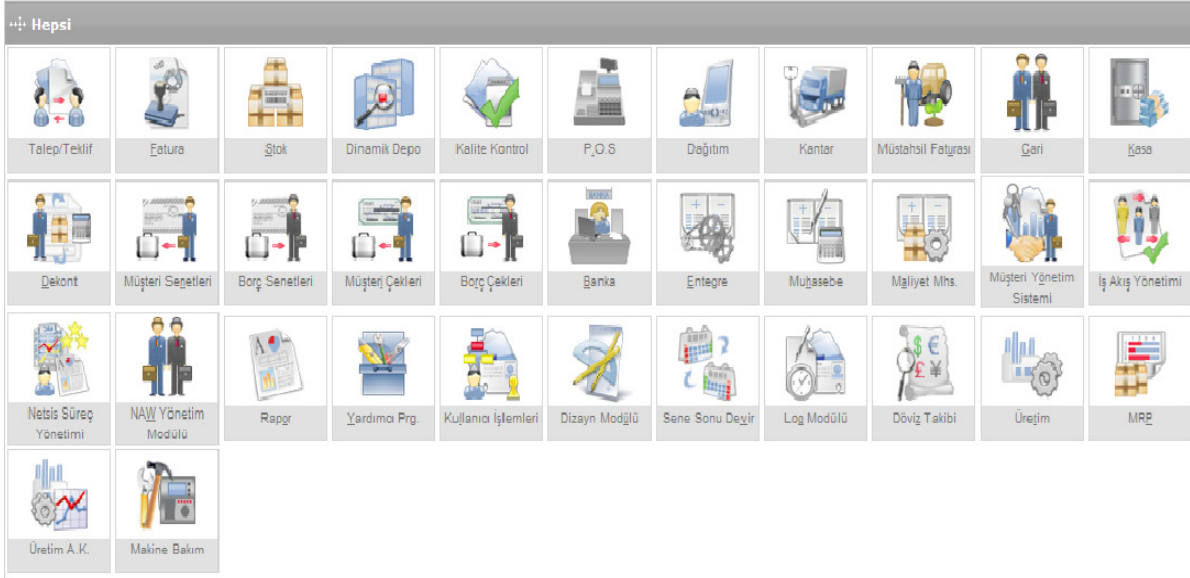 Hepsi
Talep/Teklif
Fatura
Stok
Dinamik Depo
Kalite Kontrol
P.O.S
Dağıtım
Kantar
Müstahsil Faturası
Cari
Kasa
Dekont
Müşteri Senetleri
Borç Senetleri
Müşteri Çekleri
Borç Çekleri
BANKA
Banka
Entegre
Muhasebe
Maliyet Mhs.
Müşteri Yönetim
Sistemi
İş Akış Yönetimi
Netsis Süreç
Yönetimi
NAW Yönetim
Modülü
Rapor
Yardımcı Prg.
Kullanıcı İşlemleri
Dizayn Modülü
Sene Sonu Devir
Log Modülü
Döviz Takibi
Üretim
MRP
Üretim A.K.
Makine Bakım